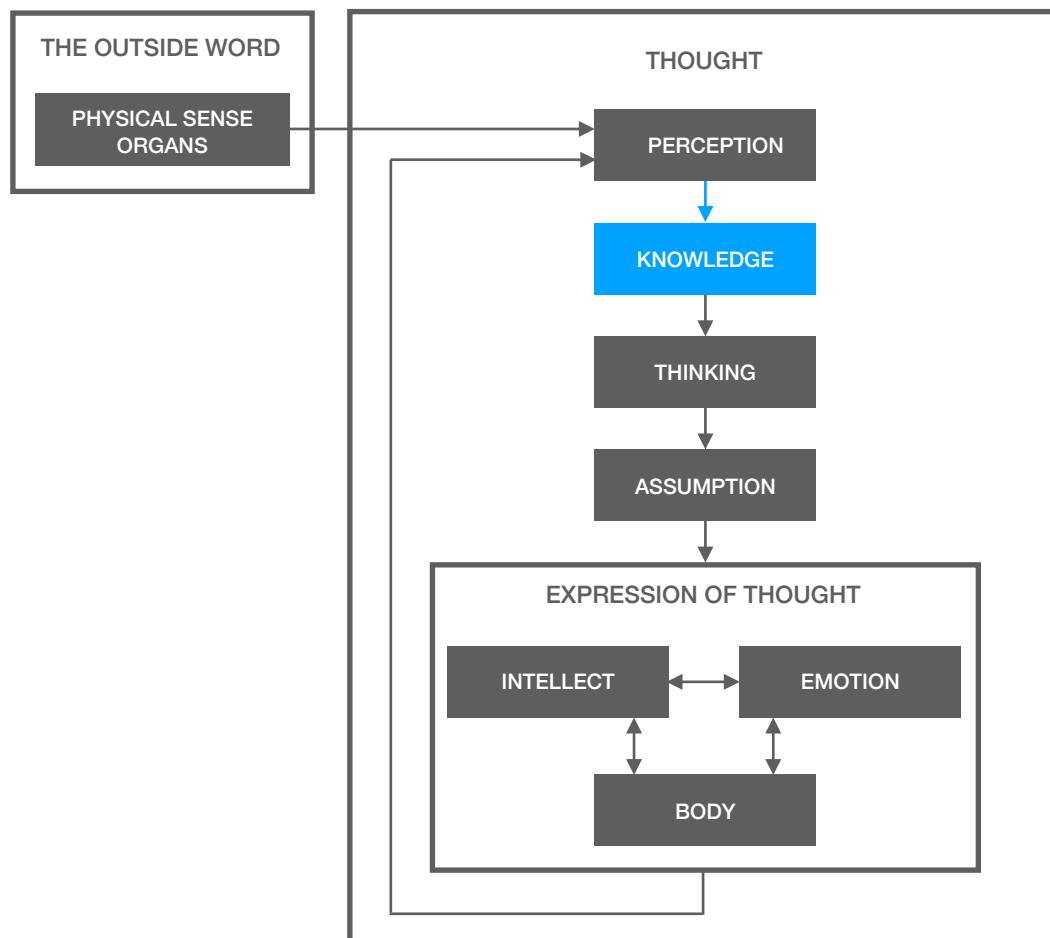 THE OUTSIDE WORD
PHYSICAL SENSE
ORGANS
THOUGHT
PERCEPTION
KNOWLEDGE
THINKING
ASSUMPTION
EXPRESSION OF THOUGHT
INTELLECT
EMOTION
BODY